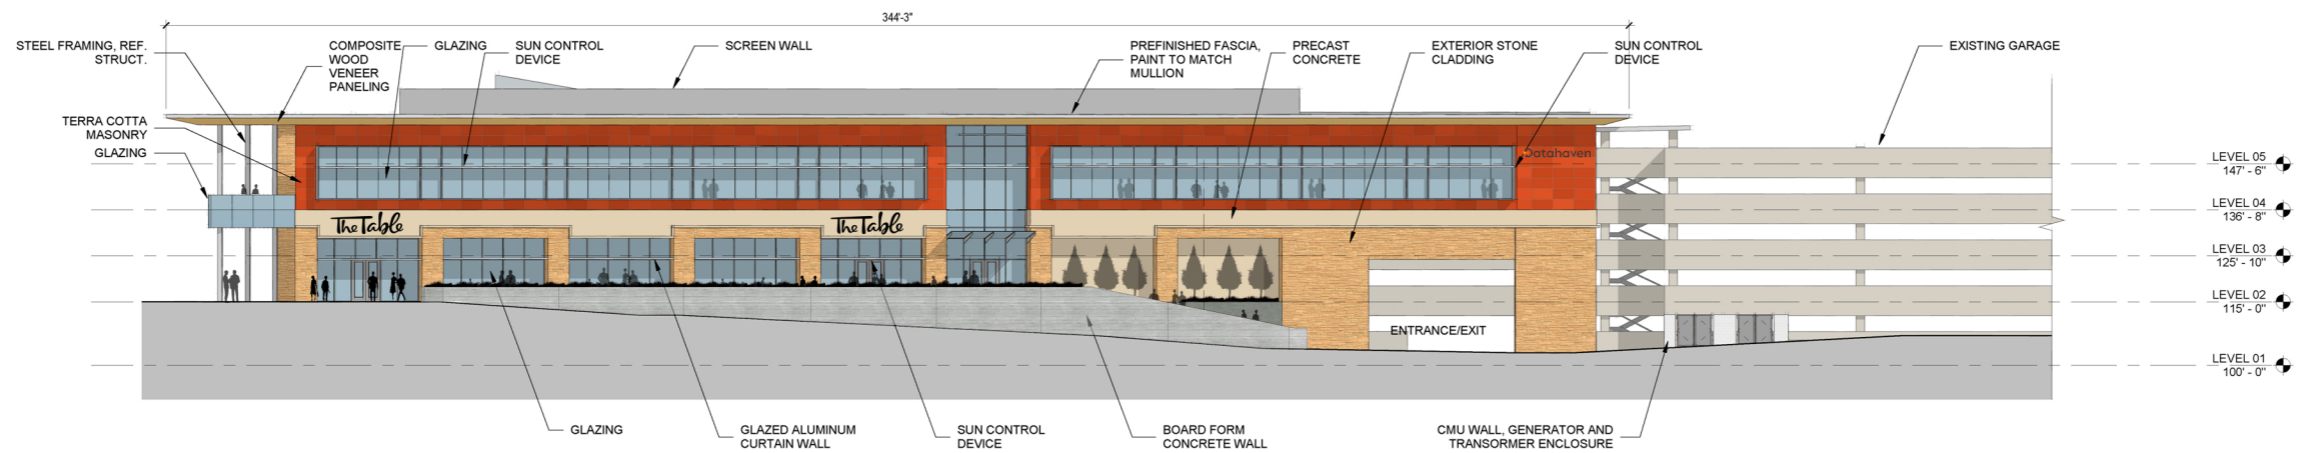 344'-3"
STEEL FRAMING, REF.
STRUCT.
COMPOSITE
WOOD
VENEER
PANELING
GLAZING
SUN CONTROL
DEVICE
SCREEN WALL
PREFINISHED FASCIA,
PAINT TO MATCH
MULLION
PRECAST
CONCRETE
EXTERIOR STONE
CLADDING
SUN CONTROL
DEVICE
EXISTING GARAGE
TERRA COTTA
MASONRY
GLAZING
Datahaven
LEVEL 05
147' - 6"
LEVEL 04
136' - 8"
The Table
The Table
LEVEL 03
125' - 10"
LEVEL 02
115' - 0"
ENTRANCE/EXIT
LEVEL 01
100' - 0"
GLAZING
GLAZED ALUMINUM
CURTAIN WALL
SUN CONTROL
DEVICE
BOARD FORM
CONCRETE WALL
CMU WALL, GENERATOR AND
TRANSORMER ENCLOSURE